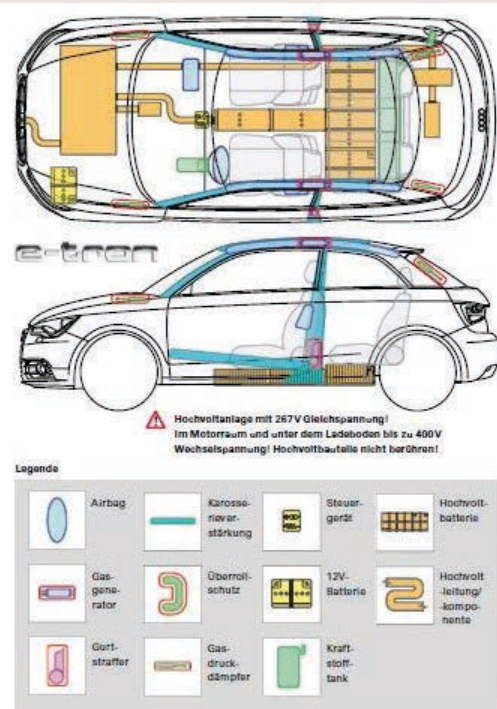 e-tron
Hochvoltanlage mit 267V Gleichspannung!
Im Motorraum und unter dem Ladeboden bis zu 400V
Wechselspannung! Hochvoltbauteile nicht berühren!
Legende
Airbag
Karosse-
riever-
stärkung
Steuer-
gerät
Hochvolt-
batterie
Gas-
gene-
rator
Überroll-
schutz
12V-
Batterie
Hochvolt
-leitung/
-kompo-
nente
Gurt-
straffer
Gas-
druck-
dämpfer
Kraft-
stoff-
tank